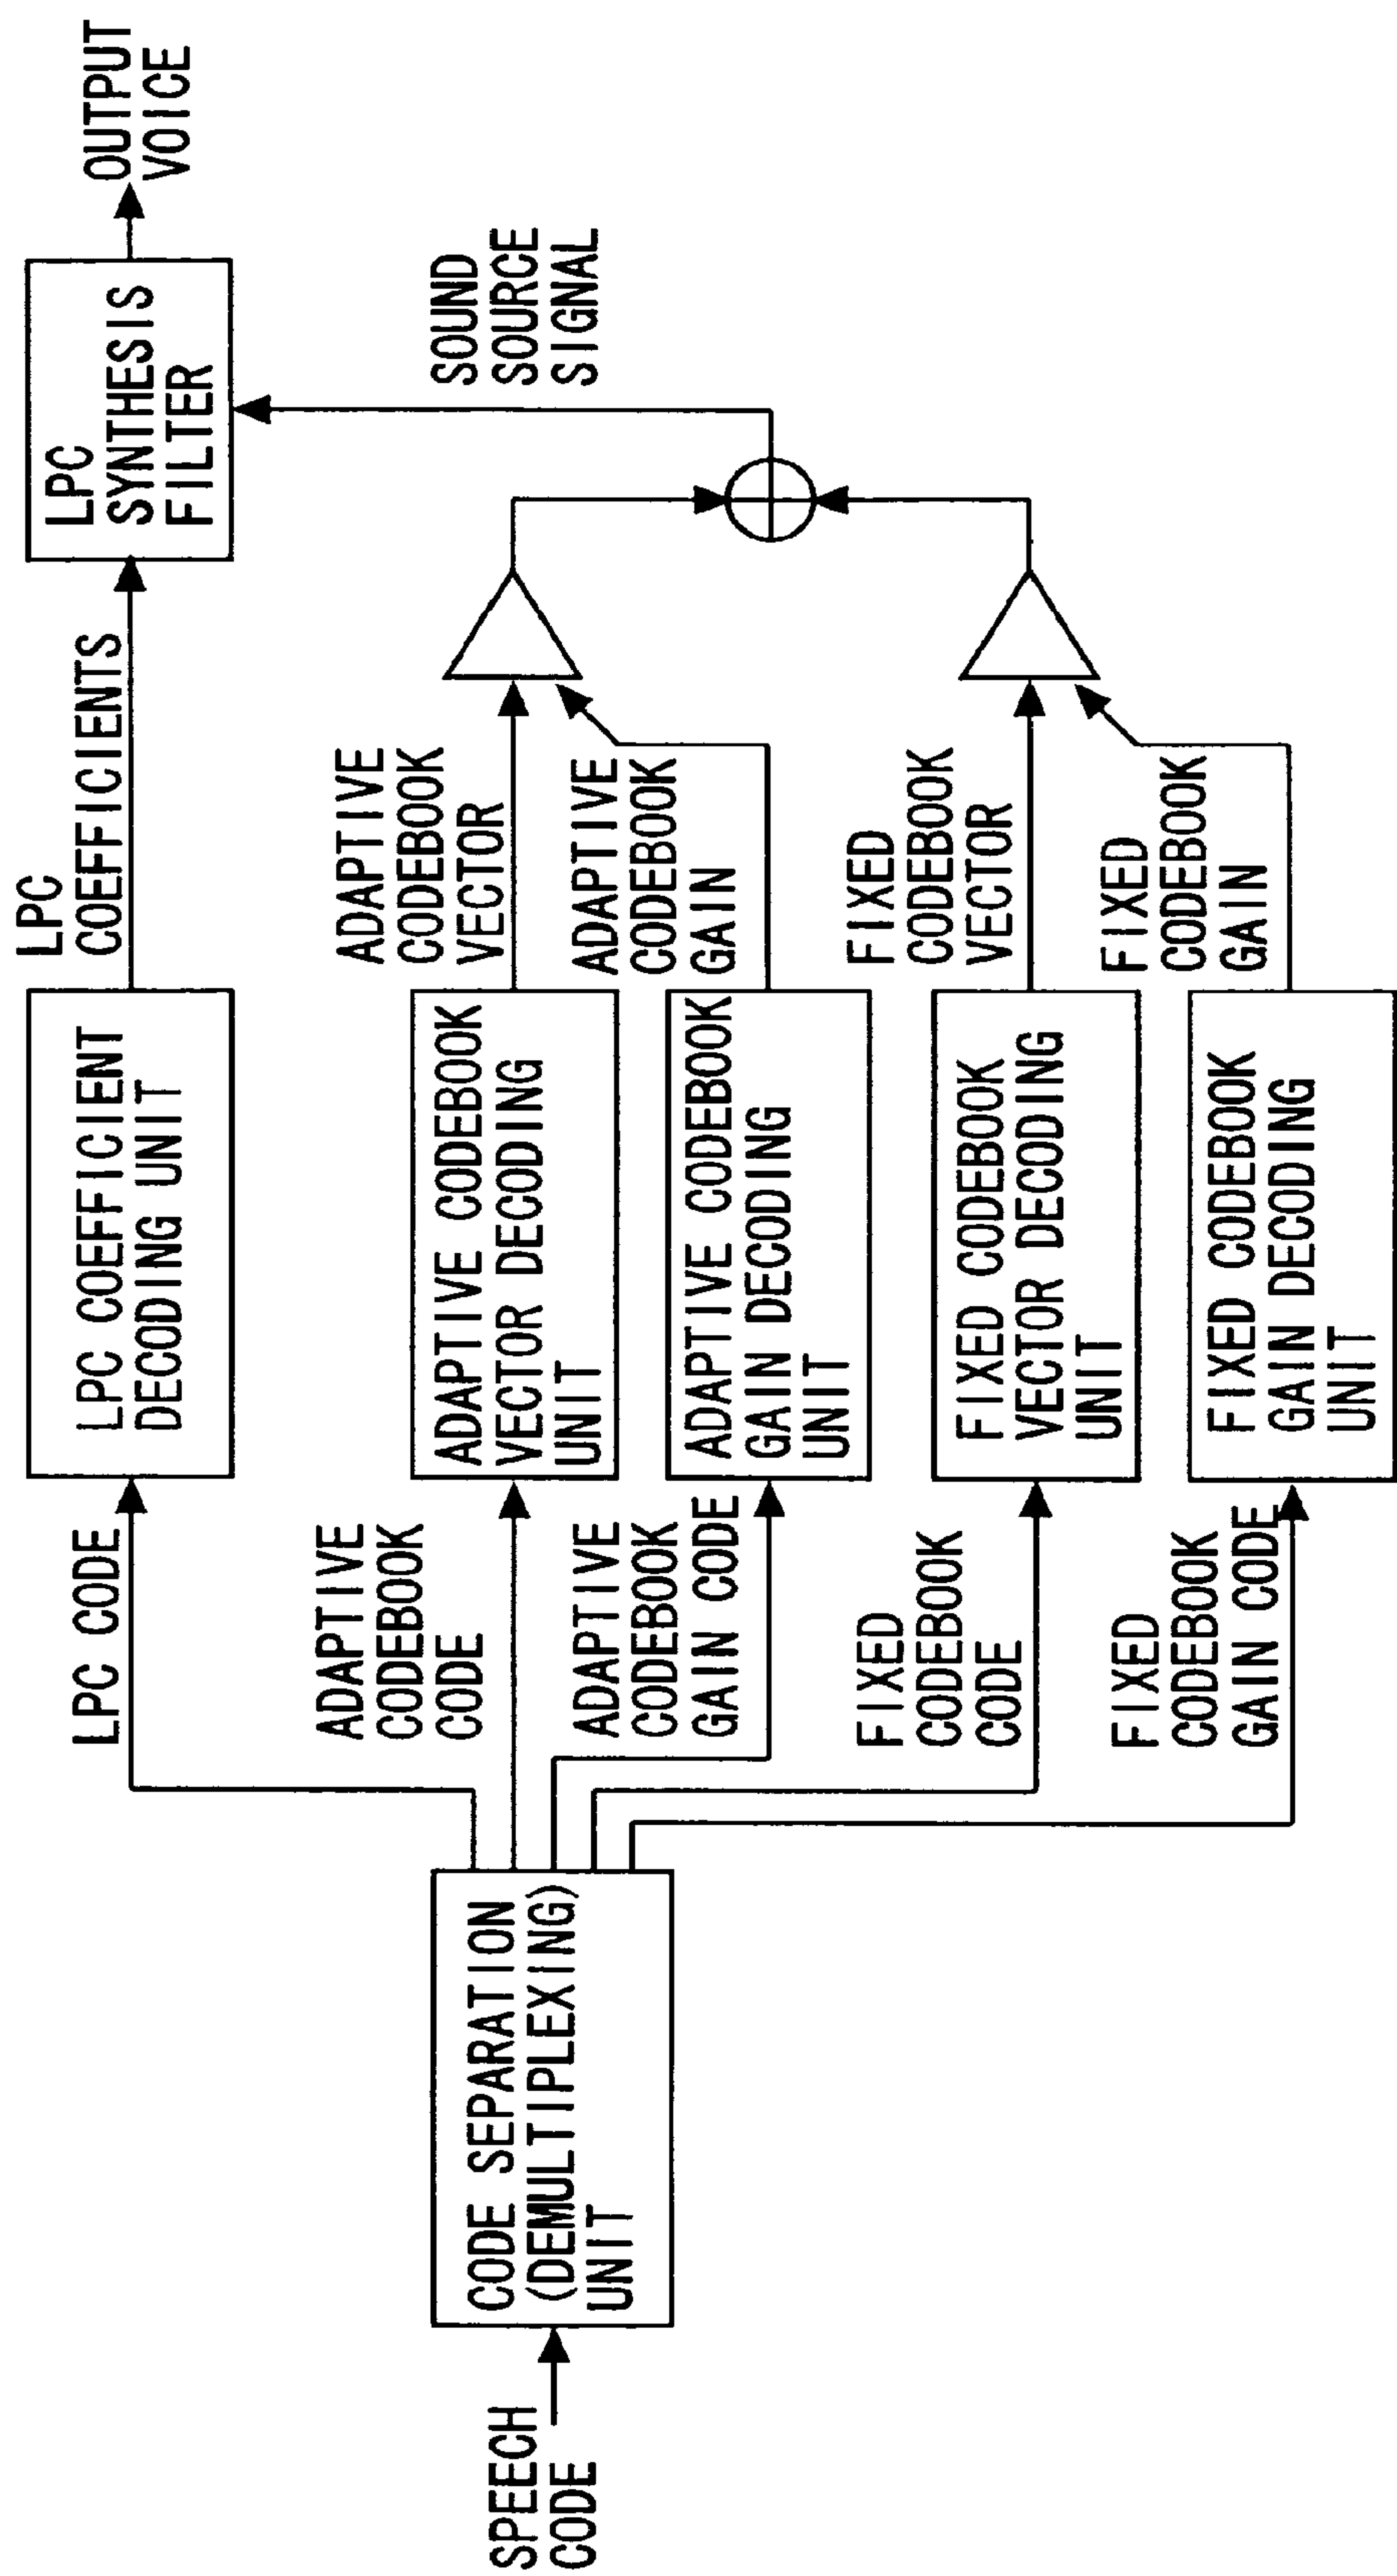 SPEECH
CODE
CODE SEPARATION
(DEMULTIPLEXING)
UNIT
LPC CODE
ADAPTIVE
CODEBOOK
CODE
ADAPTIVE
CODEBOOK
GAIN CODE
FIXED
CODEBOOK
CODE
FIXED
CODEBOOK
GAIN CODE
LPC COEFFICIENT
DECODING UNIT
ADAPTIVE CODEBOOK
VECTOR DECODING
UNIT
ADAPTIVE CODEBOOK
GAIN DECODING
UNIT
FIXED CODEBOOK
VECTOR DECODING
UNIT
FIXED CODEBOOK
GAIN DECODING
UNIT
LPC
COEFFICIENTS
ADAPTIVE
CODEBOOK
VECTOR
ADAPTIVE
CODEBOOK
GAIN
FIXED
CODEBOOK
VECTOR
FIXED
CODEBOOK
GAIN
LPC
SYNTHESIS
FILTER
SOUND
SOURCE
SIGNAL
OUTPUT
VOICE